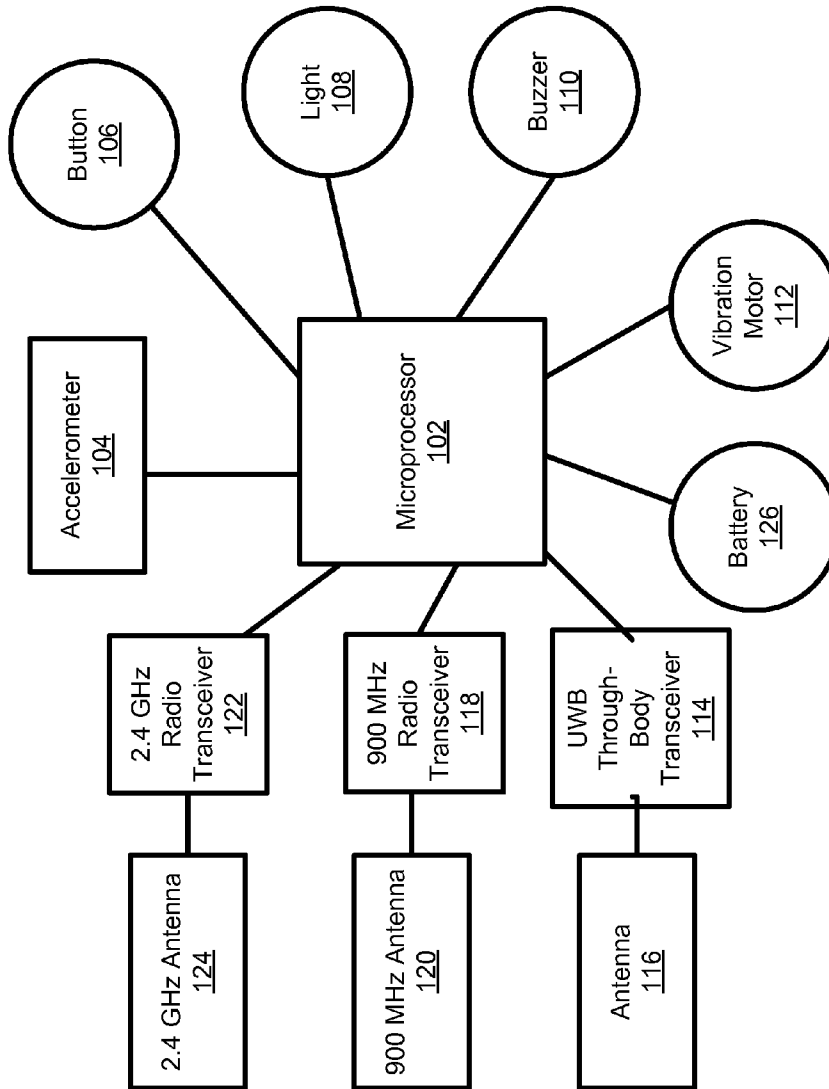 Antenna
116
900 MHz Antenna
120
2.4 GHz Antenna
124
UWB
Through-
Body
Transceiver
114
900 MHz
Radio
Transceiver
118
2.4 GHz
Radio
Transceiver
122
Battery
126
Microprocessor
102
Accelerometer
104
Vibration
Motor
112
Buzzer
110
Light
108
Button
106